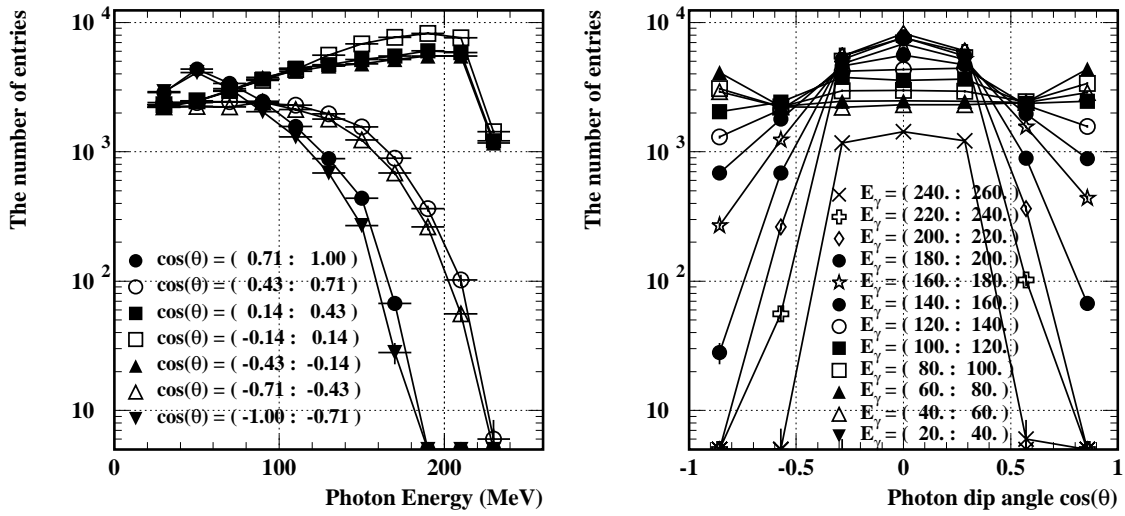 The number of entries
10^4
10^3
10^2
10
cos(θ) = ( 0.71 : 1.00 )
cos(θ) = ( 0.43 : 0.71 )
cos(θ) = ( 0.14 : 0.43 )
cos(θ) = ( -0.14 : 0.14 )
cos(θ) = ( -0.43 : -0.14 )
cos(θ) = ( -0.71 : -0.43 )
cos(θ) = ( -1.00 : -0.71 )
0 100 200
Photon Energy (MeV)
The number of entries
10^4
10^3
10^2
10
E_γ = ( 240. : 260. )
E_γ = ( 220. : 240. )
E_γ = ( 200. : 220. )
E_γ = ( 180. : 200. )
E_γ = ( 160. : 180. )
E_γ = ( 140. : 160. )
E_γ = ( 120. : 140. )
E_γ = ( 100. : 120. )
E_γ = ( 80. : 100. )
E_γ = ( 60. : 80. )
E_γ = ( 40. : 60. )
E_γ = ( 20. : 40. )
-1 -0.5 0 0.5 1
Photon dip angle cos(θ)